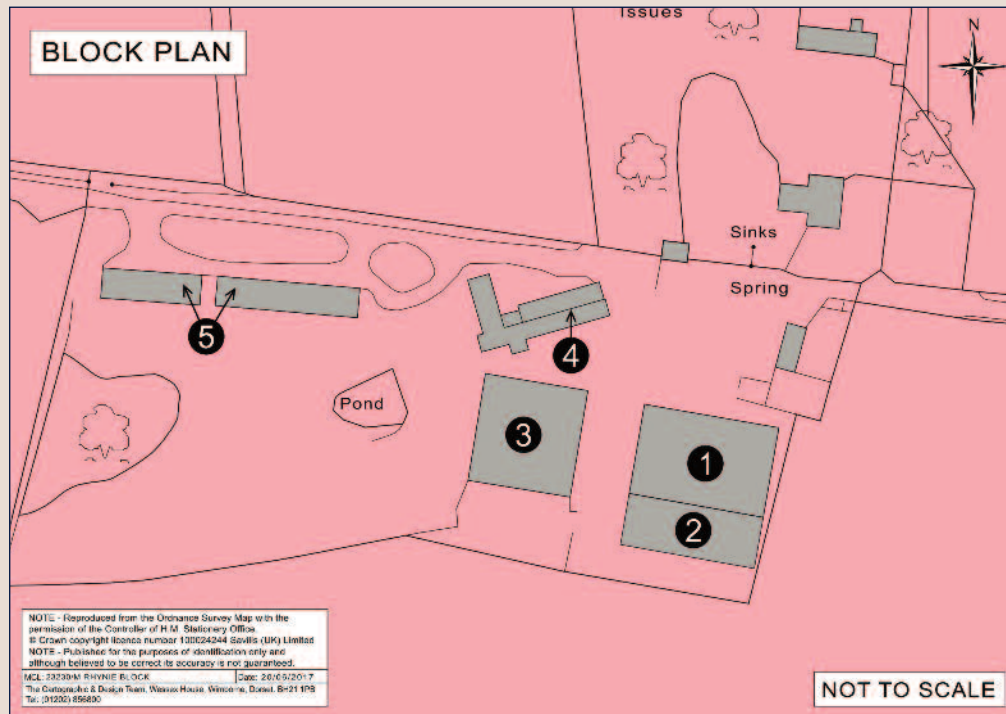 Issues
BLOCK PLAN
N
Sinks
Spring
5
4
Pond
3
1
2
NOTE - Reproduced from the Ordnance Survey Map with the
permission of the Controller of H.M. Stationery Office.
© Crown copyright licence number 100024244 Savills (UK) Limited
NOTE - Published for the purposes of identification only and
although believed to be correct its accuracy is not guaranteed.
MCL: 23230/M RHYNIE BLOCK
Date: 20/06/2017
The Cartographic & Design Team, Wessex House, Wimborne, Dorset. BH21 1PB
Tel: (01202) 856800
NOT TO SCALE